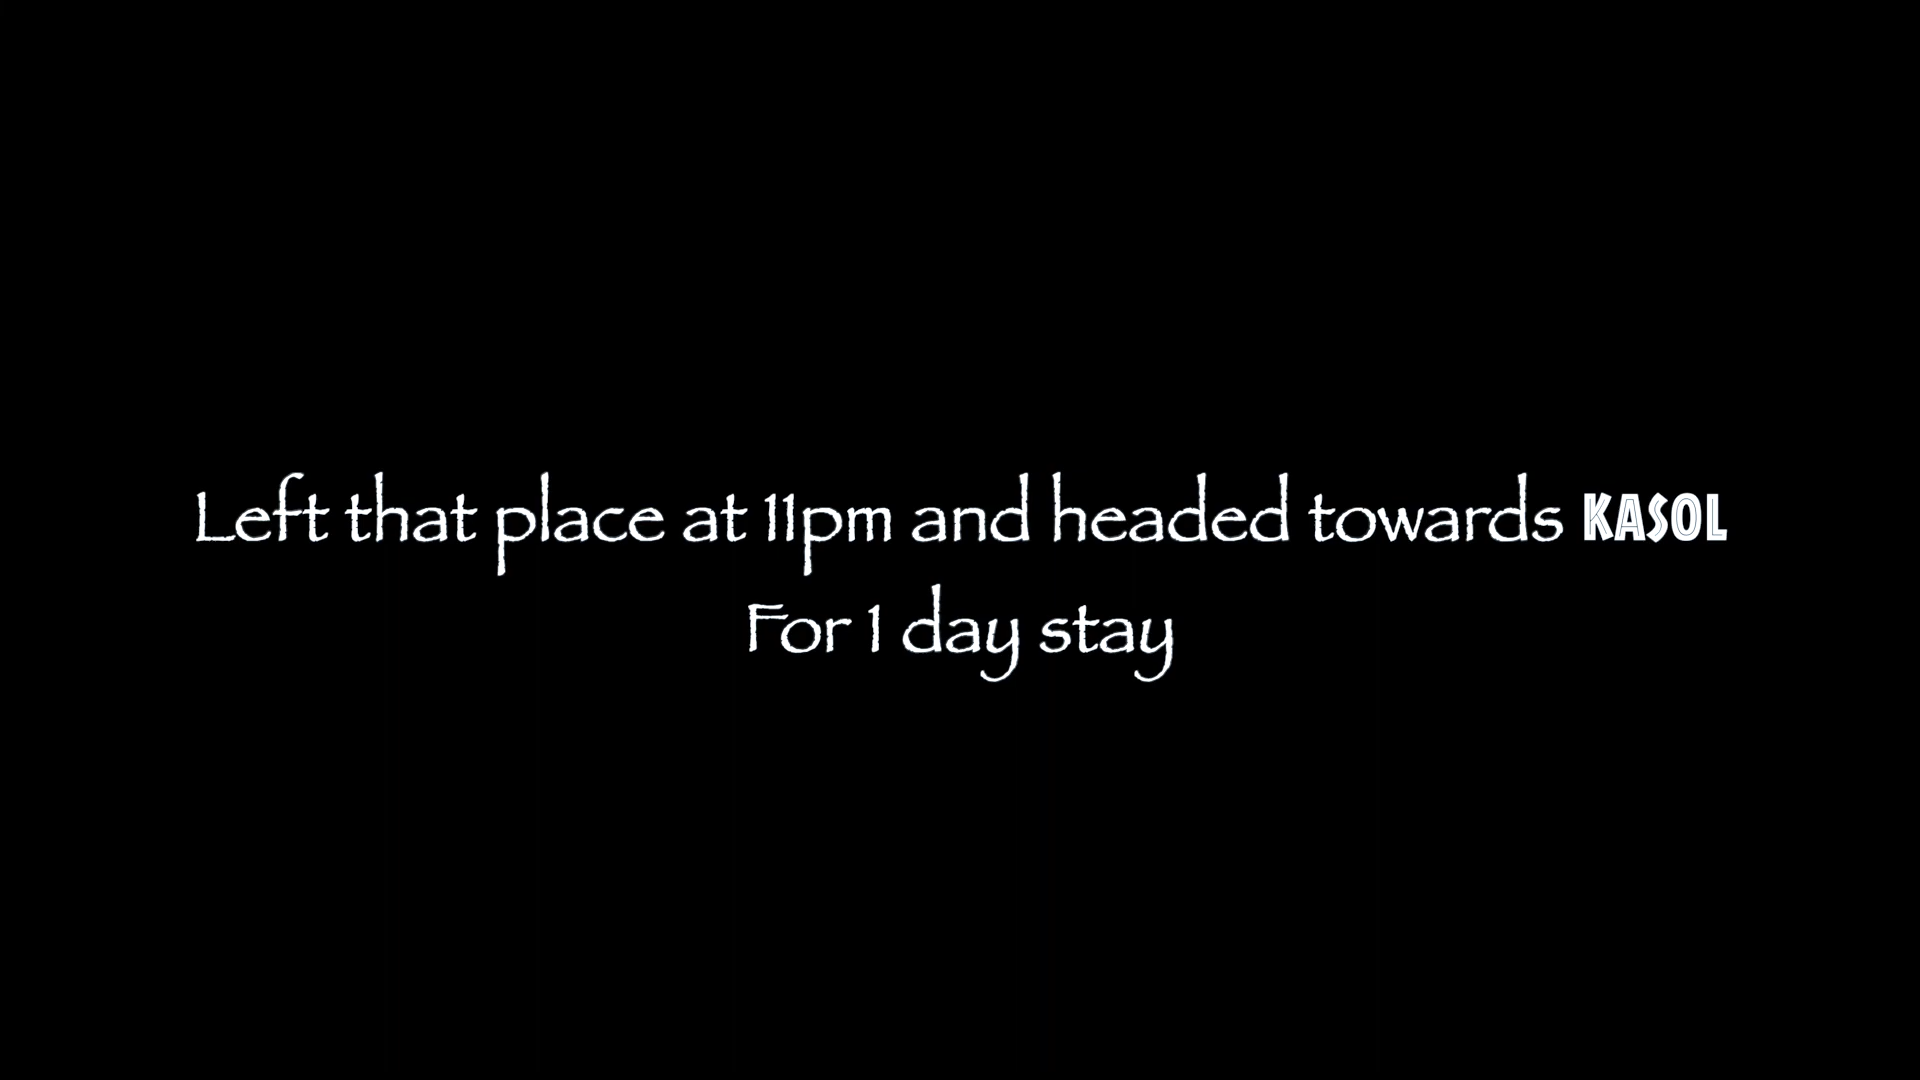 Left that place at 11pm and headed towards KASOL
For 1 day stay